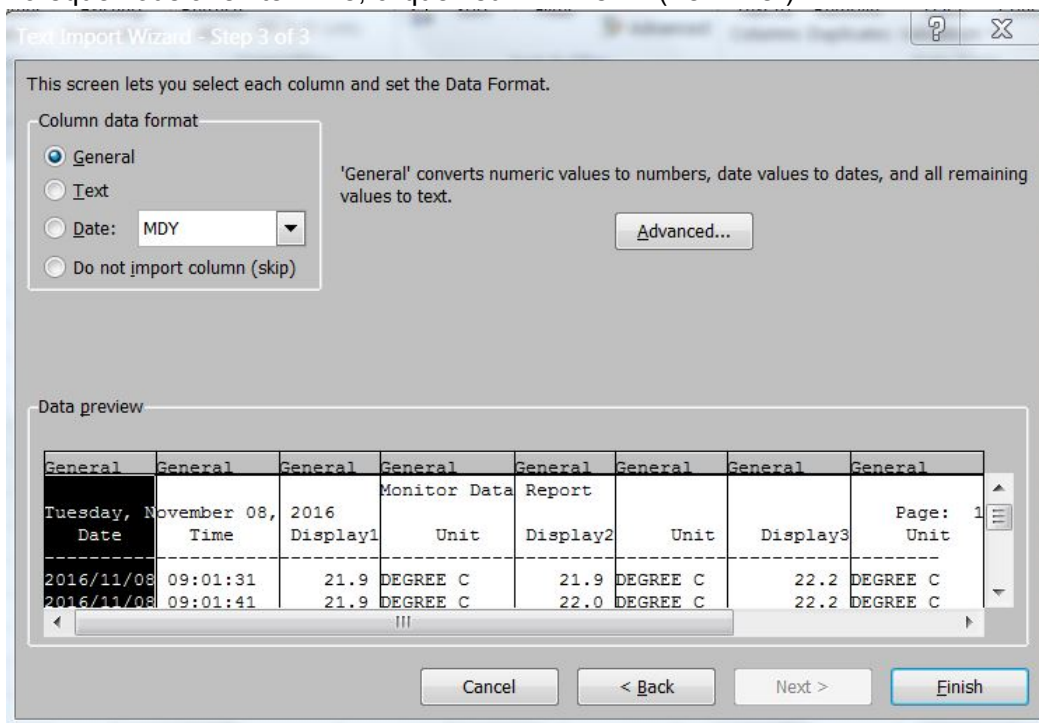 Text Import Wizard - Step 3 of 3
This screen lets you select each column and set the Data Format.
Column data format
General
Text
Date: MDY
Do not import column (skip)
'General' converts numeric values to numbers, date values to dates, and all remaining
values to text.
Advanced...
Data preview
General General General General General General General General
Monitor Data Report
Tuesday, November 08, 2016 Page: 1
Date Time Display1 Unit Display2 Unit Display3 Unit
2016/11/08 09:01:31 21.9 DEGREE C 21.9 DEGREE C 22.2 DEGREE C
2016/11/08 09:01:41 21.9 DEGREE C 22.0 DEGREE C 22.2 DEGREE C
Cancel < Back Next > Finish